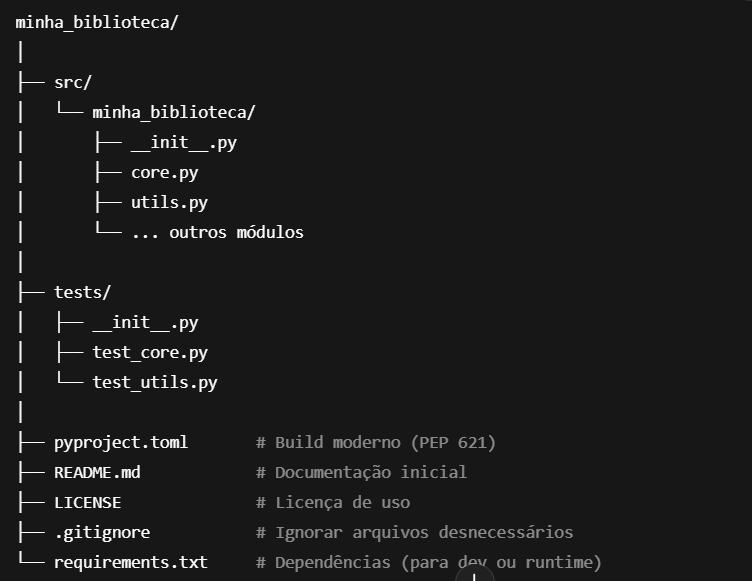 minha_biblioteca/
│
├── src/
│   └── minha_biblioteca/
│       ├── __init__.py
│       ├── core.py
│       ├── utils.py
│       └── ... outros módulos
│
├── tests/
│   ├── __init__.py
│   ├── test_core.py
│   └── test_utils.py
│
├── pyproject.toml       # Build moderno (PEP 621)
├── README.md            # Documentação inicial
├── LICENSE              # Licença de uso
├── .gitignore           # Ignorar arquivos desnecessários
└── requirements.txt     # Dependências (para dev ou runtime)